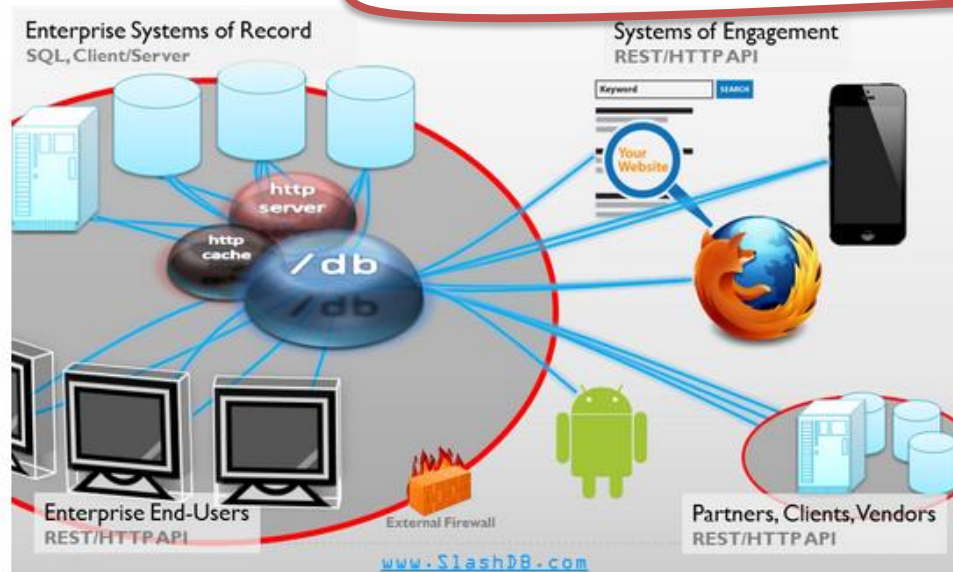 Enterprise Systems of Record
SQL, Client/Server
Systems of Engagement
REST/HTTP API
Keyword
SEARCH
Your
Website
http
server
http
cache
/db
/db
Enterprise End-Users
REST/HTTP API
External Firewall
Partners, Clients, Vendors
REST/HTTP API
www.SlashDB.com